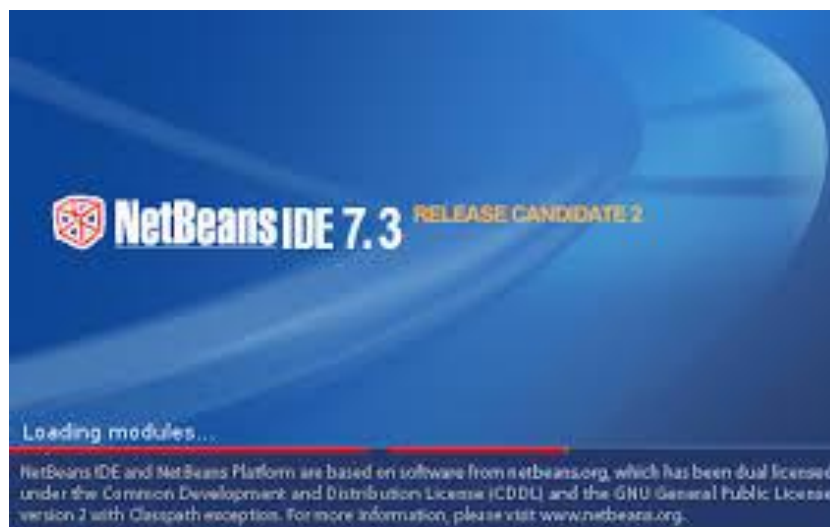 NetBeans IDE 7.3 RELEASE CANDIDATE 2
Loading modules...
NetBeans IDE and NetBeans Platform are based on software from netbeans.org, which has been dual licensed
under the Common Development and Distribution License (CDDL) and the GNU General Public License
version 2 with Classpath exception. For more information, please visit www.netbeans.org.